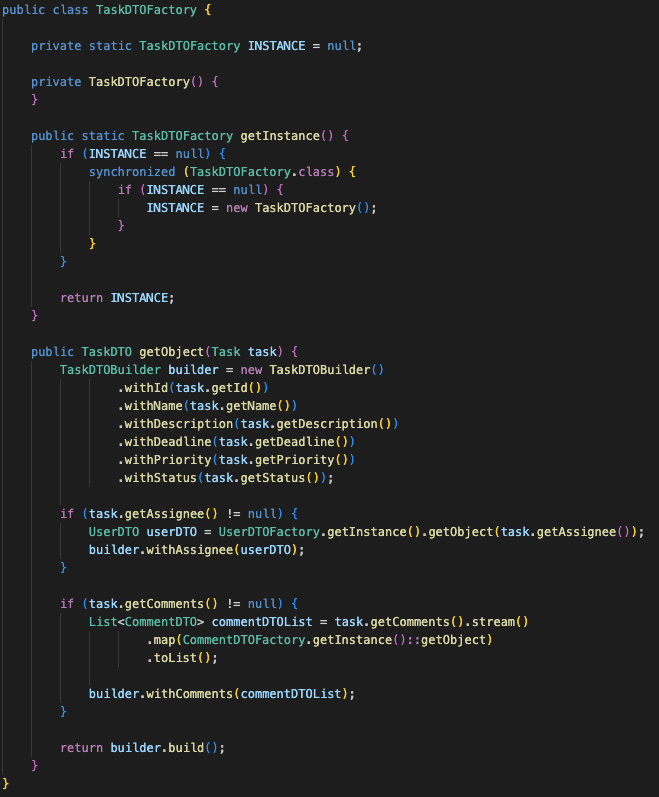 public class TaskDTOFactory {
private static TaskDTOFactory INSTANCE = null;
private TaskDTOFactory() {
}
public static TaskDTOFactory getInstance() {
if (INSTANCE == null) {
synchronized (TaskDTOFactory.class) {
if (INSTANCE == null) {
INSTANCE = new TaskDTOFactory();
}
}
}
return INSTANCE;
}
public TaskDTO getObject(Task task) {
TaskDTOBuilder builder = new TaskDTOBuilder()
.withId(task.getId())
.withName(task.getName())
.withDescription(task.getDescription())
.withDeadline(task.getDeadline())
.withPriority(task.getPriority())
.withStatus(task.getStatus());
if (task.getAssignee() != null) {
UserDTO userDTO = UserDTOFactory.getInstance().getObject(task.getAssignee());
builder.withAssignee(userDTO);
}
if (task.getComments() != null) {
List<CommentDTO> commentDTOList = task.getComments().stream()
.map(CommentDTOFactory.getInstance()::getObject)
.toList();
builder.withComments(commentDTOList);
}
return builder.build();
}
}